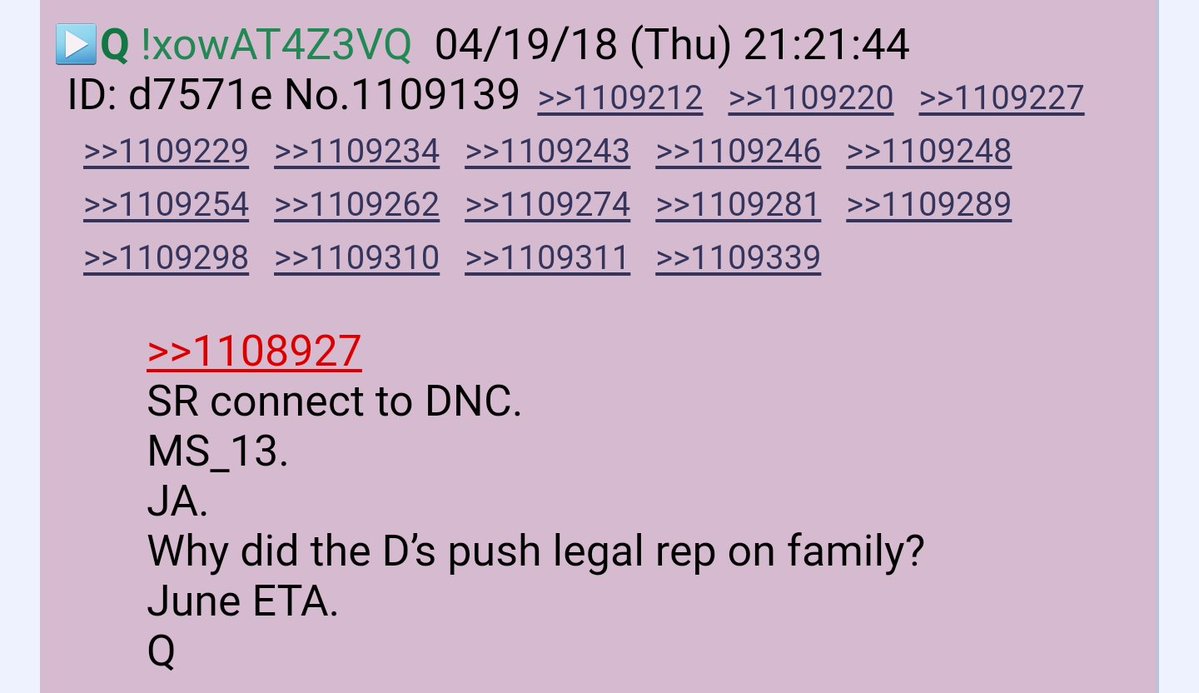 Q !xowAT4Z3VQ 04/19/18 (Thu) 21:21:44
ID: d7571e No.1109139 >>1109212 >>1109220 >>1109227
>>1109229 >>1109234 >>1109243 >>1109246 >>1109248
>>1109254 >>1109262 >>1109274 >>1109281 >>1109289
>>1109298 >>1109310 >>1109311 >>1109339
>>1108927
SR connect to DNC.
MS_13.
JA.
Why did the D’s push legal rep on family?
June ETA.
Q